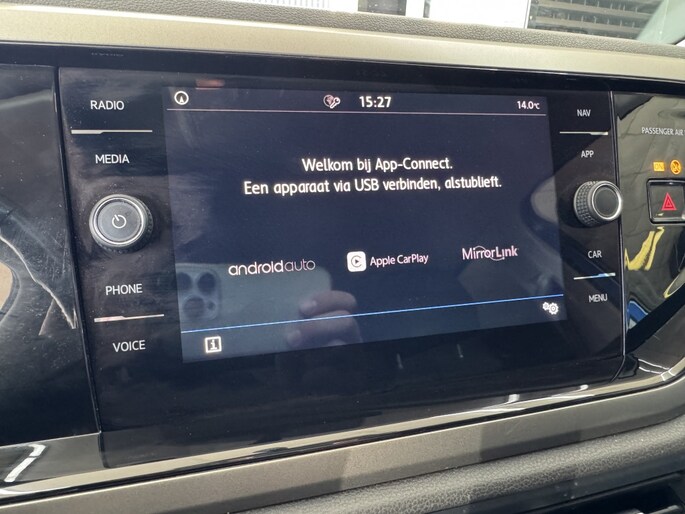 RADIO
MEDIA
PHONE
VOICE
15:27
14.0°C
Welkom bij App-Connect.
Een apparaat via USB verbinden, alstublieft.
androidauto
Apple CarPlay
MirrorLink
i
NAV
APP
CAR
MENU
PASSENGER AIR